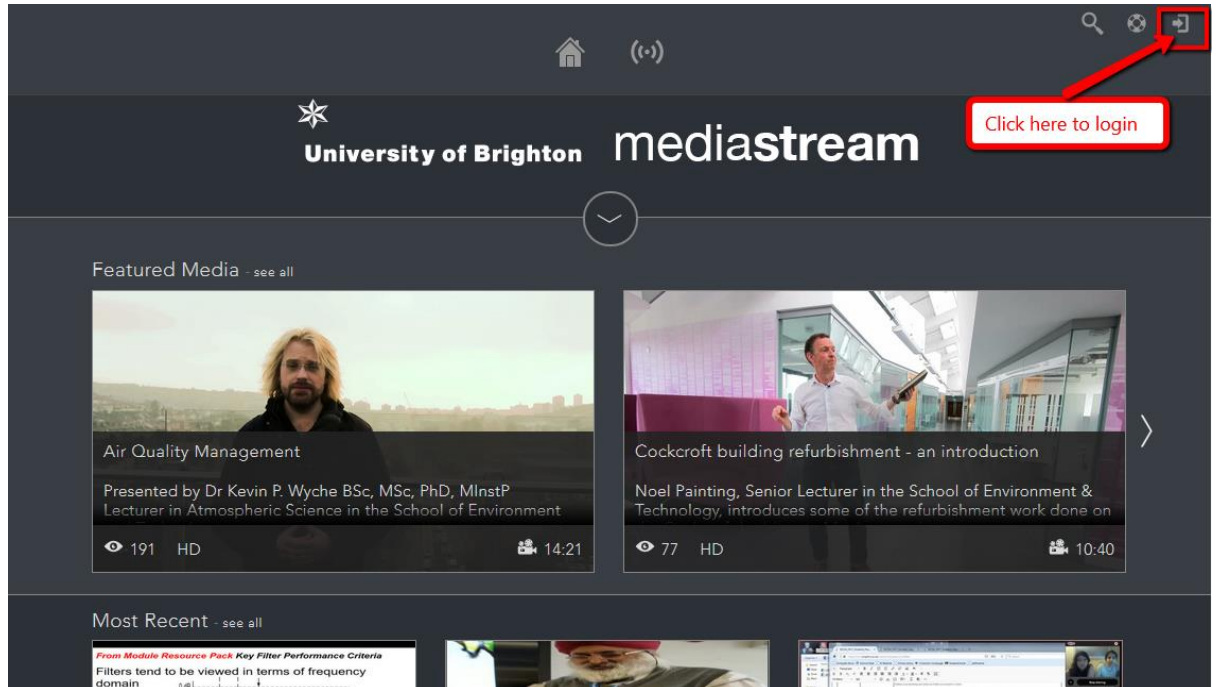 Click here to login
University of Brighton mediastream
Featured Media - see all
Air Quality Management
Presented by Dr Kevin P. Wyche BSc, MSc, PhD, MInstP
Lecturer in Atmospheric Science in the School of Environment
191 HD 14:21
Cockcroft building refurbishment - an introduction
Noel Painting, Senior Lecturer in the School of Environment &
Technology, introduces some of the refurbishment work done on
77 HD 10:40
Most Recent - see all
From Module Resource Pack Key Filter Performance Criteria
Filters tend to be viewed in terms of frequency
domain